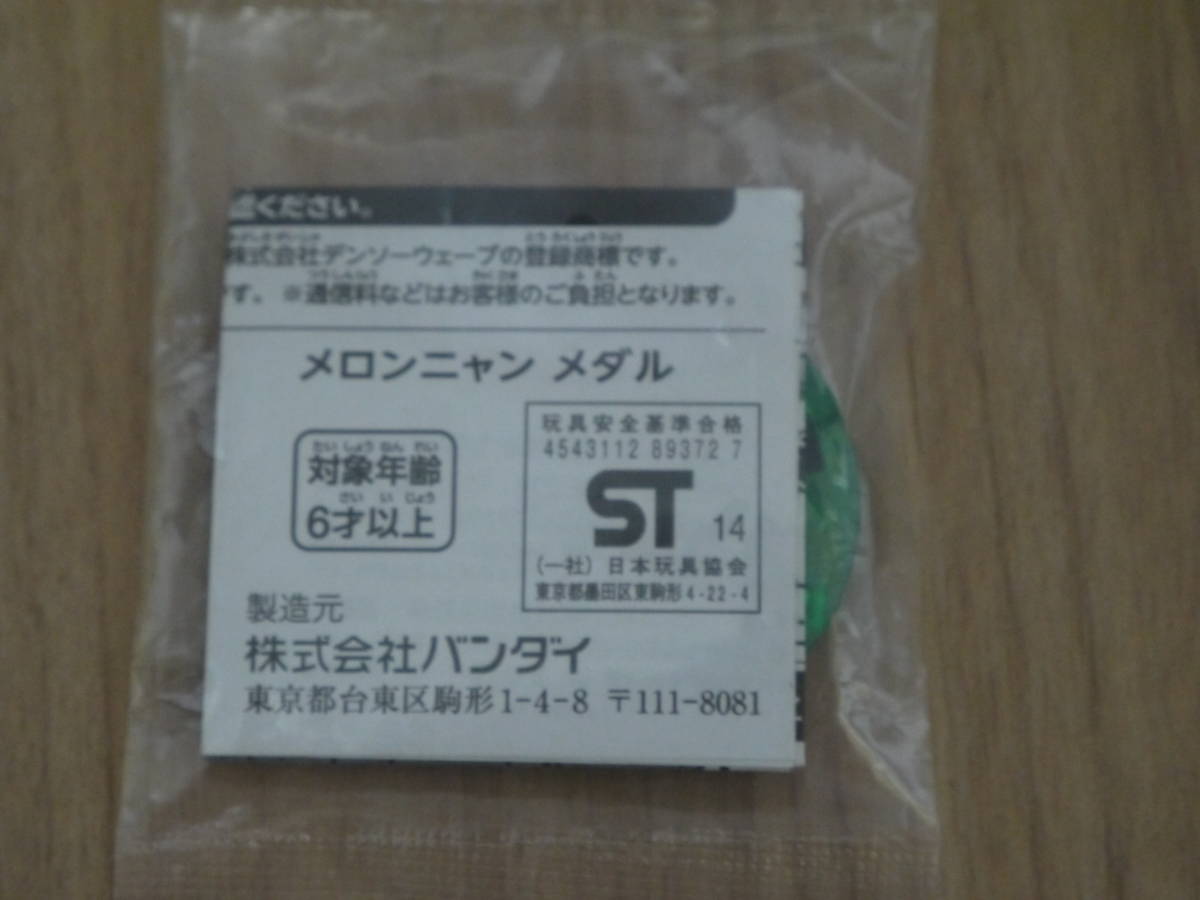 ください。
株式会社デンソーウェーブの登録商標です。
す。 ※通信料などはお客様のご負担となります。
メロンニャン メダル
対象年齢
6才以上
玩具安全基準合格
4543112 89372 7
ST 14
(一社) 日本玩具協会
東京都墨田区東駒形4-22-4
製造元
株式会社バンダイ
東京都台東区駒形1-4-8 〒111-8081